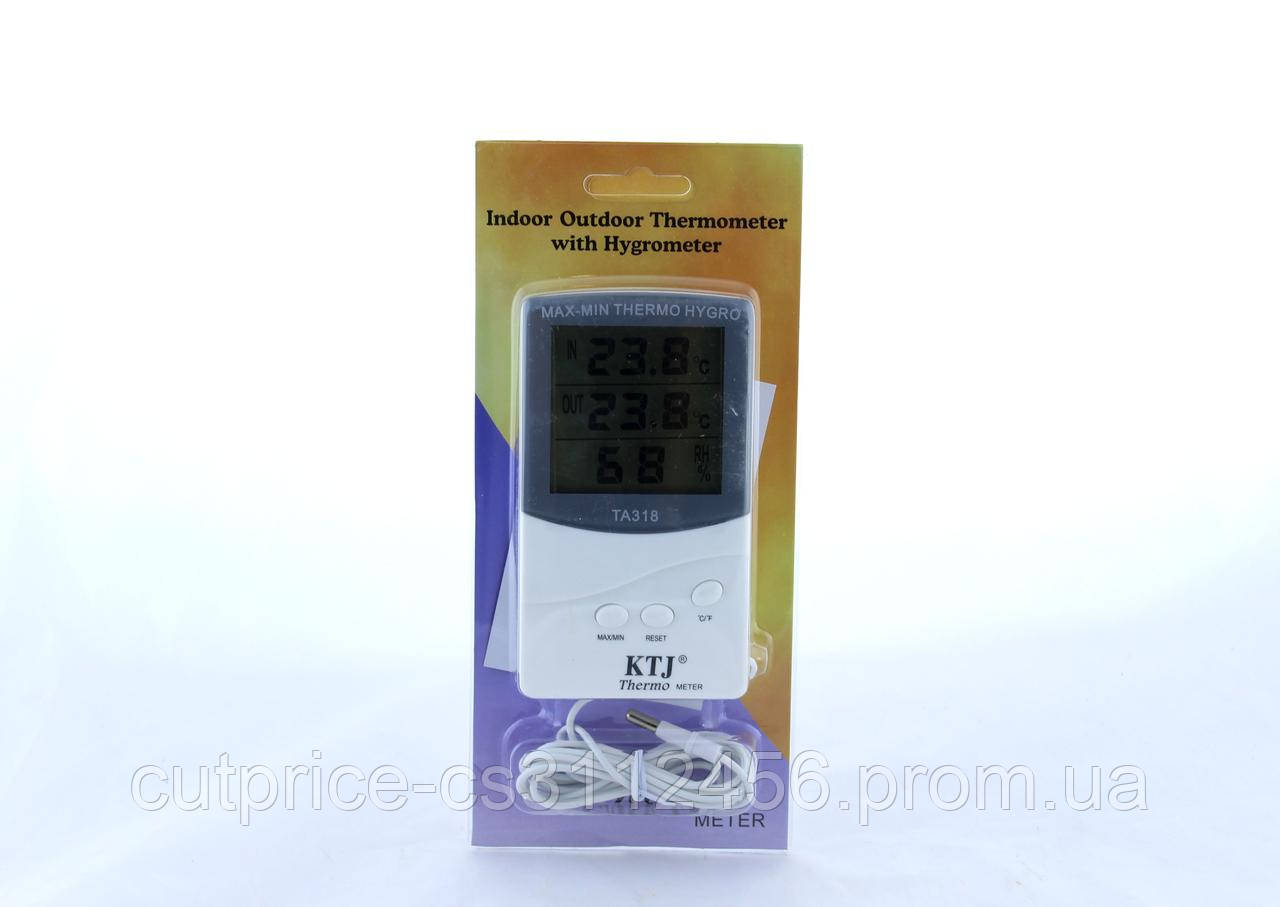 Indoor Outdoor Thermometer
with Hygrometer
MAX-MIN THERMO HYGRO
IN 23.8 °C
OUT 23.8 °C
68 RH %
TA318
°C/°F
MAX/MIN RESET
KTJ®
Thermo METER
cutprice-cs3112456.prom.ua
METER